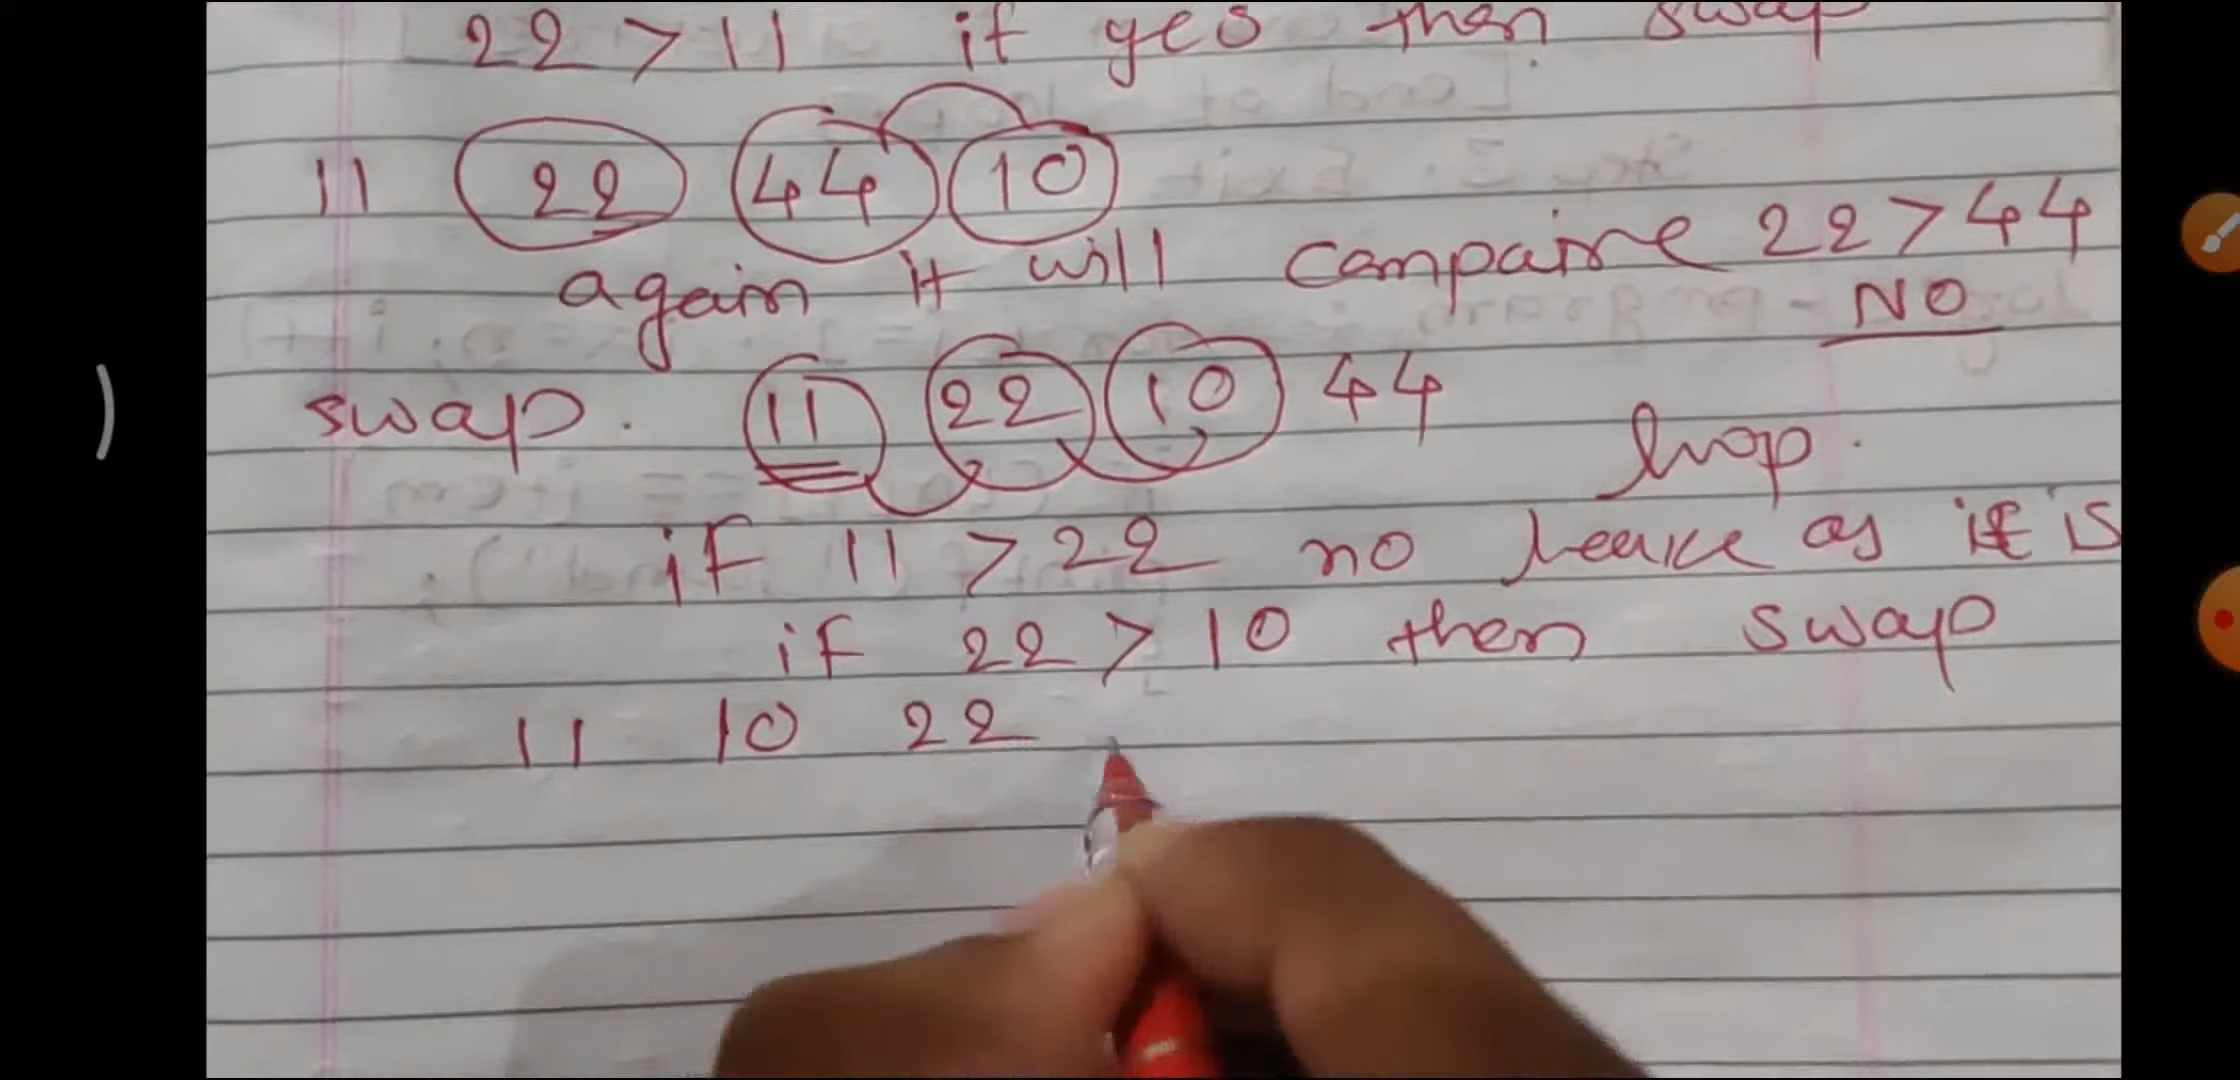 22 > 11 if yes then swap
11 22 44 10
again it will compaire 22 > 44
NO
swap. 11 22 10 44
loop.
if 11 > 22 no leave as it is
if 22 > 10 then swap
11 10 22